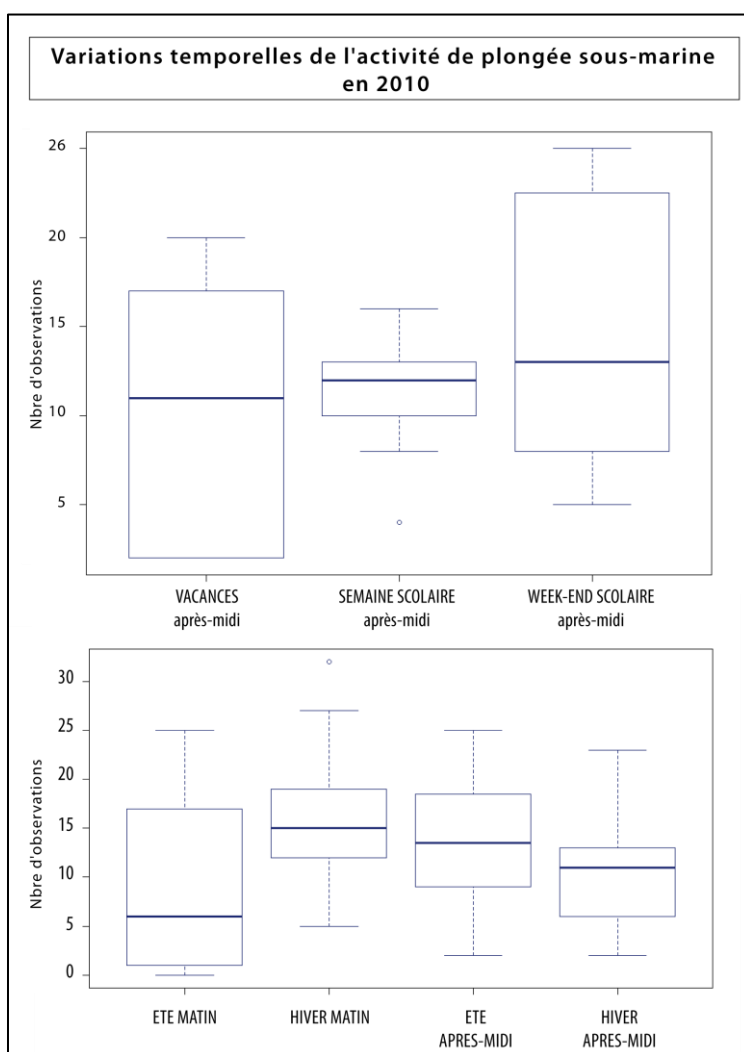 Variations temporelles de l'activité de plongée sous-marine
en 2010
Nbre d'observations
26
20
15
10
5
VACANCES
après-midi
SEMAINE SCOLAIRE
après-midi
WEEK-END SCOLAIRE
après-midi
Nbre d'observations
30
25
20
15
10
5
0
ETE MATIN
HIVER MATIN
ETE
APRES-MIDI
HIVER
APRES-MIDI